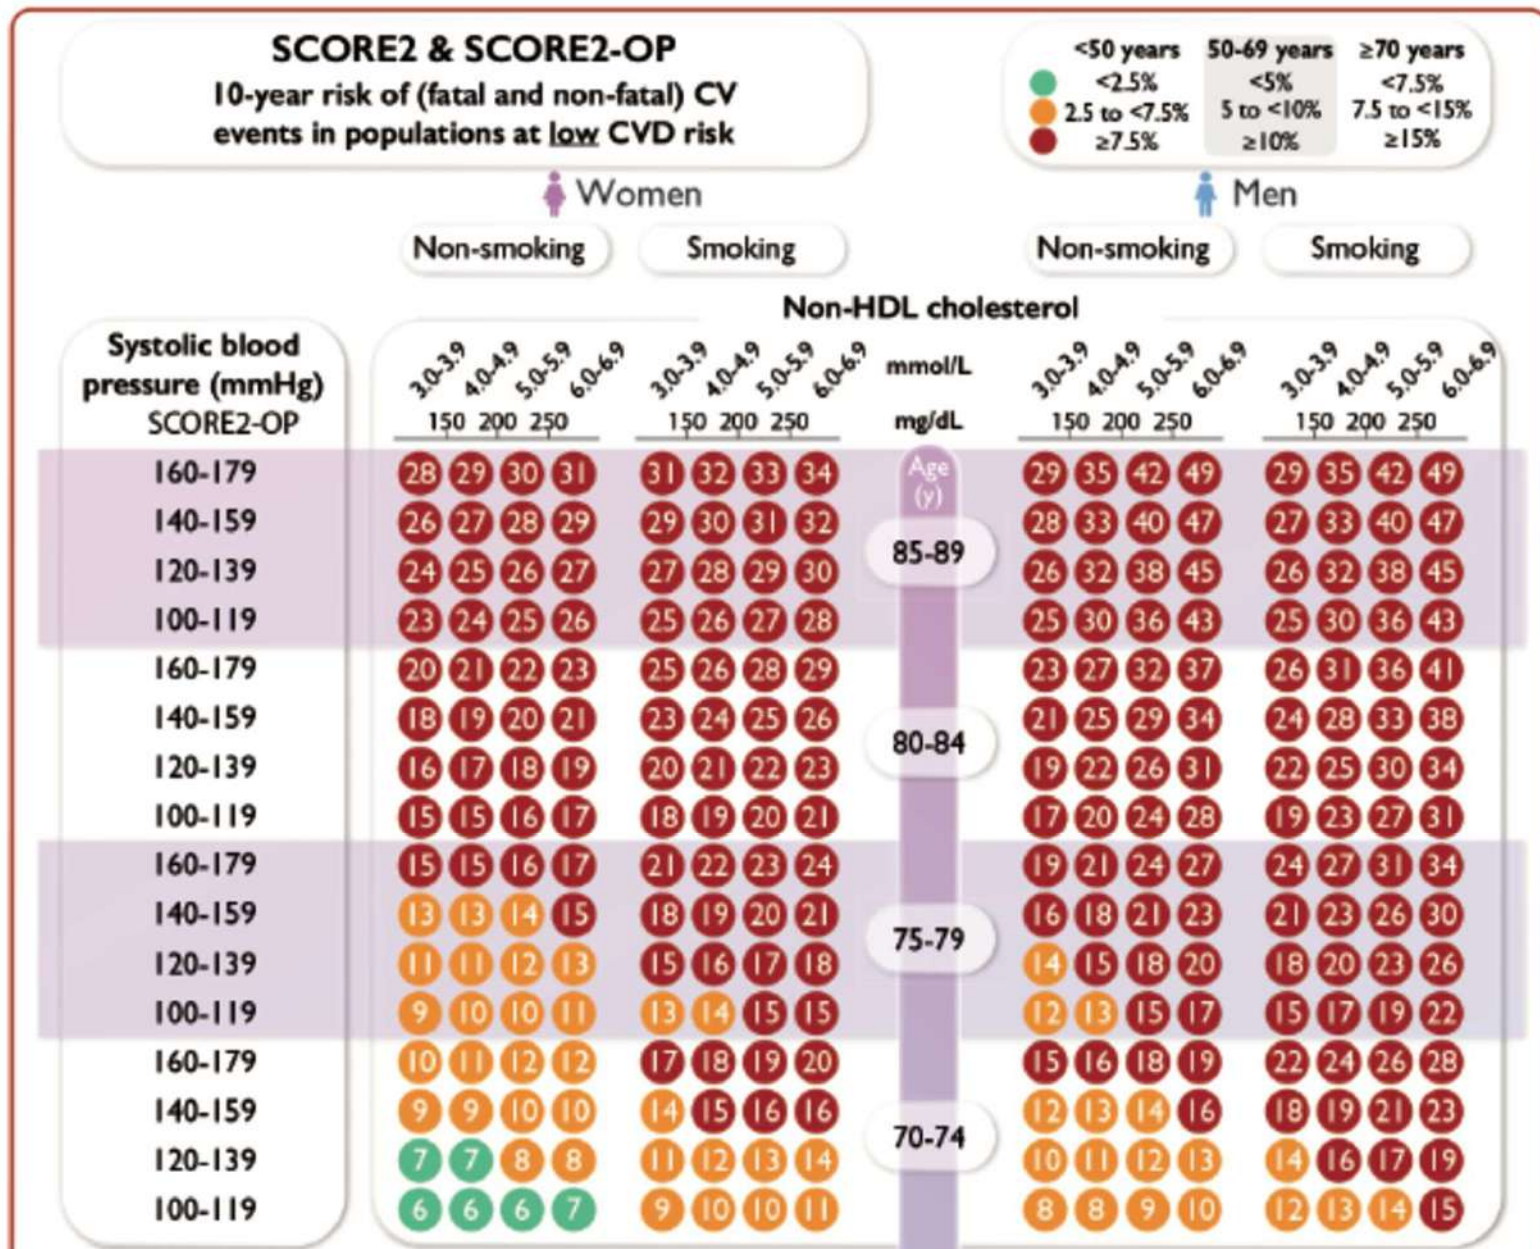 SCORE2 & SCORE2-OP
10-year risk of (fatal and non-fatal) CV
events in populations at low CVD risk
<50 years 50-69 years ≥70 years
<2.5% <5% <7.5%
2.5 to <7.5% 5 to <10% 7.5 to <15%
≥7.5% ≥10% ≥15%
Women Men
Non-smoking Smoking Non-smoking Smoking
Non-HDL cholesterol
Systolic blood
pressure (mmHg)
SCORE2-OP
3.0-3.9 4.0-4.9 5.0-5.9 6.0-6.9 3.0-3.9 4.0-4.9 5.0-5.9 6.0-6.9 mmol/L 3.0-3.9 4.0-4.9 5.0-5.9 6.0-6.9 3.0-3.9 4.0-4.9 5.0-5.9 6.0-6.9
150 200 250 150 200 250 mg/dL 150 200 250 150 200 250
Age
(y)
160-179 28 29 30 31 31 32 33 34 29 35 42 49 29 35 42 49
140-159 26 27 28 29 29 30 31 32 28 33 40 47 27 33 40 47
85-89
120-139 24 25 26 27 27 28 29 30 26 32 38 45 26 32 38 45
100-119 23 24 25 26 25 26 27 28 25 30 36 43 25 30 36 43
160-179 20 21 22 23 25 26 28 29 23 27 32 37 26 31 36 41
140-159 18 19 20 21 23 24 25 26 21 25 29 34 24 28 33 38
80-84
120-139 16 17 18 19 20 21 22 23 19 22 26 31 22 25 30 34
100-119 15 15 16 17 18 19 20 21 17 20 24 28 19 23 27 31
160-179 15 15 16 17 21 22 23 24 19 21 24 27 24 27 31 34
140-159 13 13 14 15 18 19 20 21 16 18 21 23 21 23 26 30
75-79
120-139 11 11 12 13 15 16 17 18 14 15 18 20 18 20 23 26
100-119 9 10 10 11 13 14 15 15 12 13 15 17 15 17 19 22
160-179 10 11 12 12 17 18 19 20 15 16 18 19 22 24 26 28
140-159 9 9 10 10 14 15 16 16 12 13 14 16 18 19 21 23
70-74
120-139 7 7 8 8 11 12 13 14 10 11 12 13 14 16 17 19
100-119 6 6 6 7 9 10 10 11 8 8 9 10 12 13 14 15